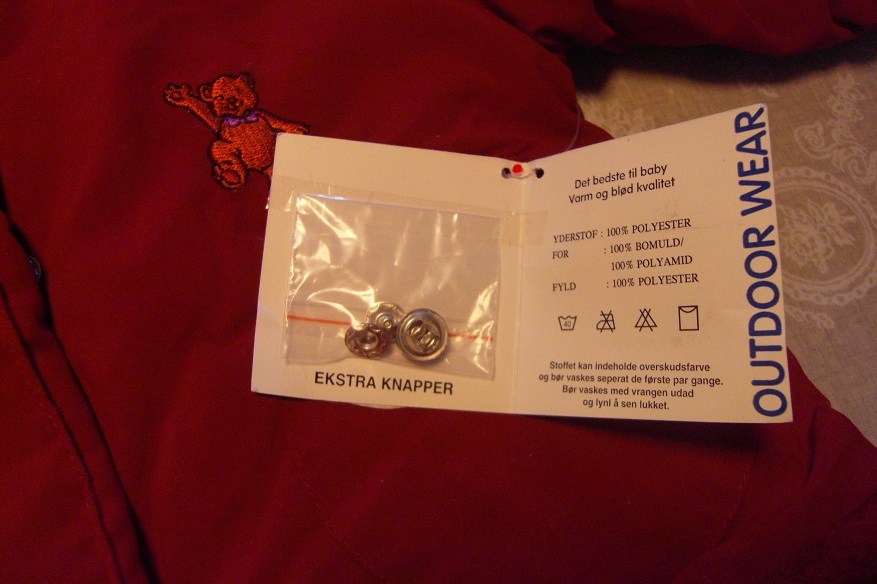 EKSTRA KNAPPER
Det bedste til baby
Varm og blød kvalitet
YDERSTOF : 100% POLYESTER
FOR : 100% BOMULD/
100% POLYAMID
FYLD : 100% POLYESTER
40
Stoffet kan indeholde overskudsfarve
og bør vaskes seperat de første par gange.
Bør vaskes med vrangen udad
og lynl å sen lukket.
OUTDOOR WEAR